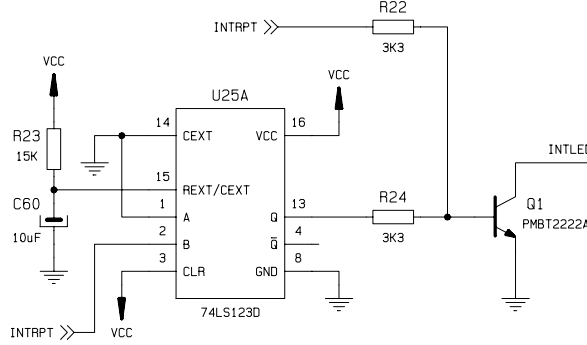 R22
INTRPT
3K3
VCC
VCC
U25A
14
CEXT
VCC
16
R23
15K
15
REXT/CEXT
R24
C60
1
A
Q
13
Q1
INTLED
10uF
2
B
Q
4
3K3
PMBT2222A
3
CLR
GND
8
74LS123D
INTRPT
VCC